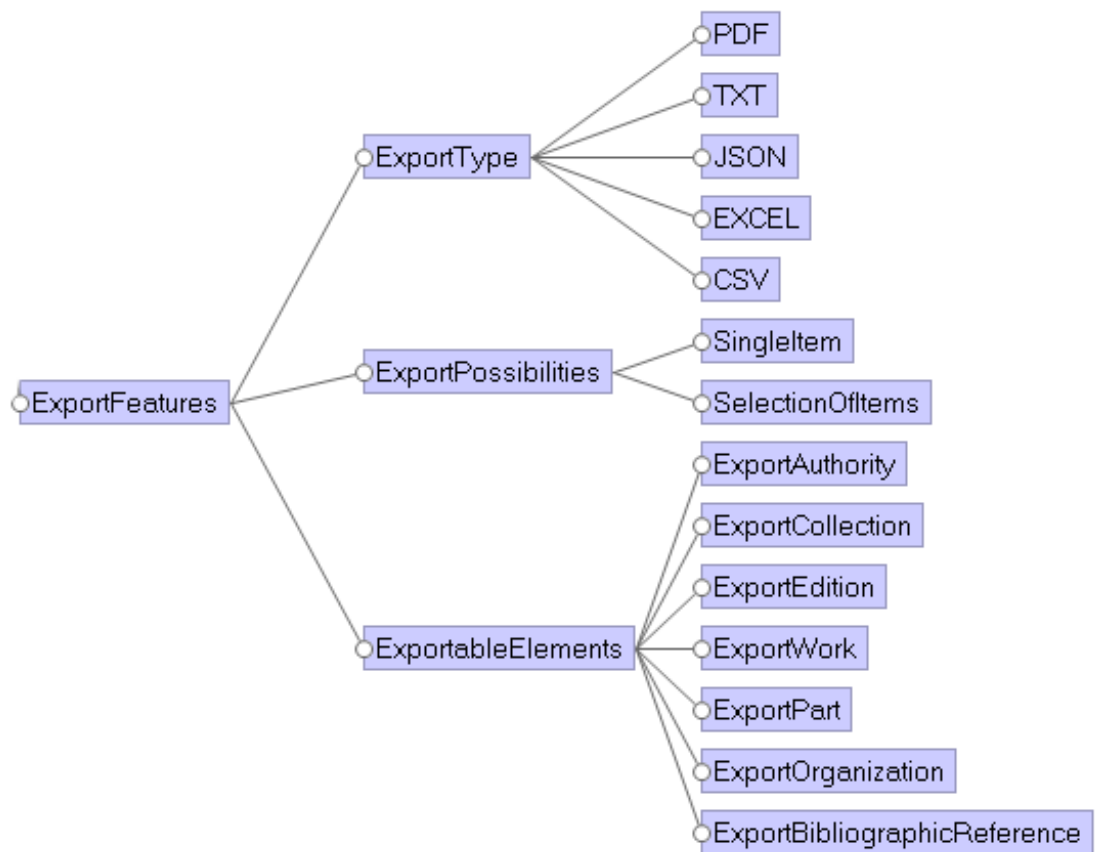 PDF
TXT
ExportType
JSON
EXCEL
CSV
SingleItem
ExportPossibilities
SelectionOfItems
ExportFeatures
ExportAuthority
ExportCollection
ExportEdition
ExportableElements
ExportWork
ExportPart
ExportOrganization
ExportBibliographicReference